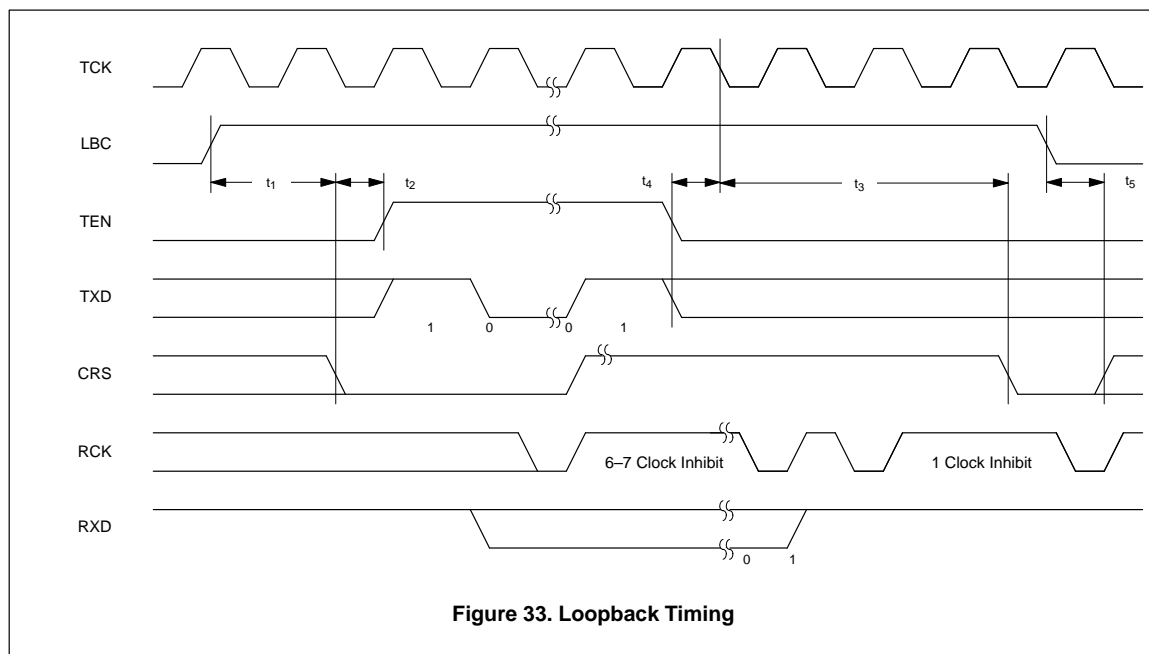 TCK
LBC
t1 t2 t4 t3 t5
TEN
TXD
1 0 0 1
CRS
RCK
6–7 Clock Inhibit 1 Clock Inhibit
RXD
0 1
Figure 33. Loopback Timing